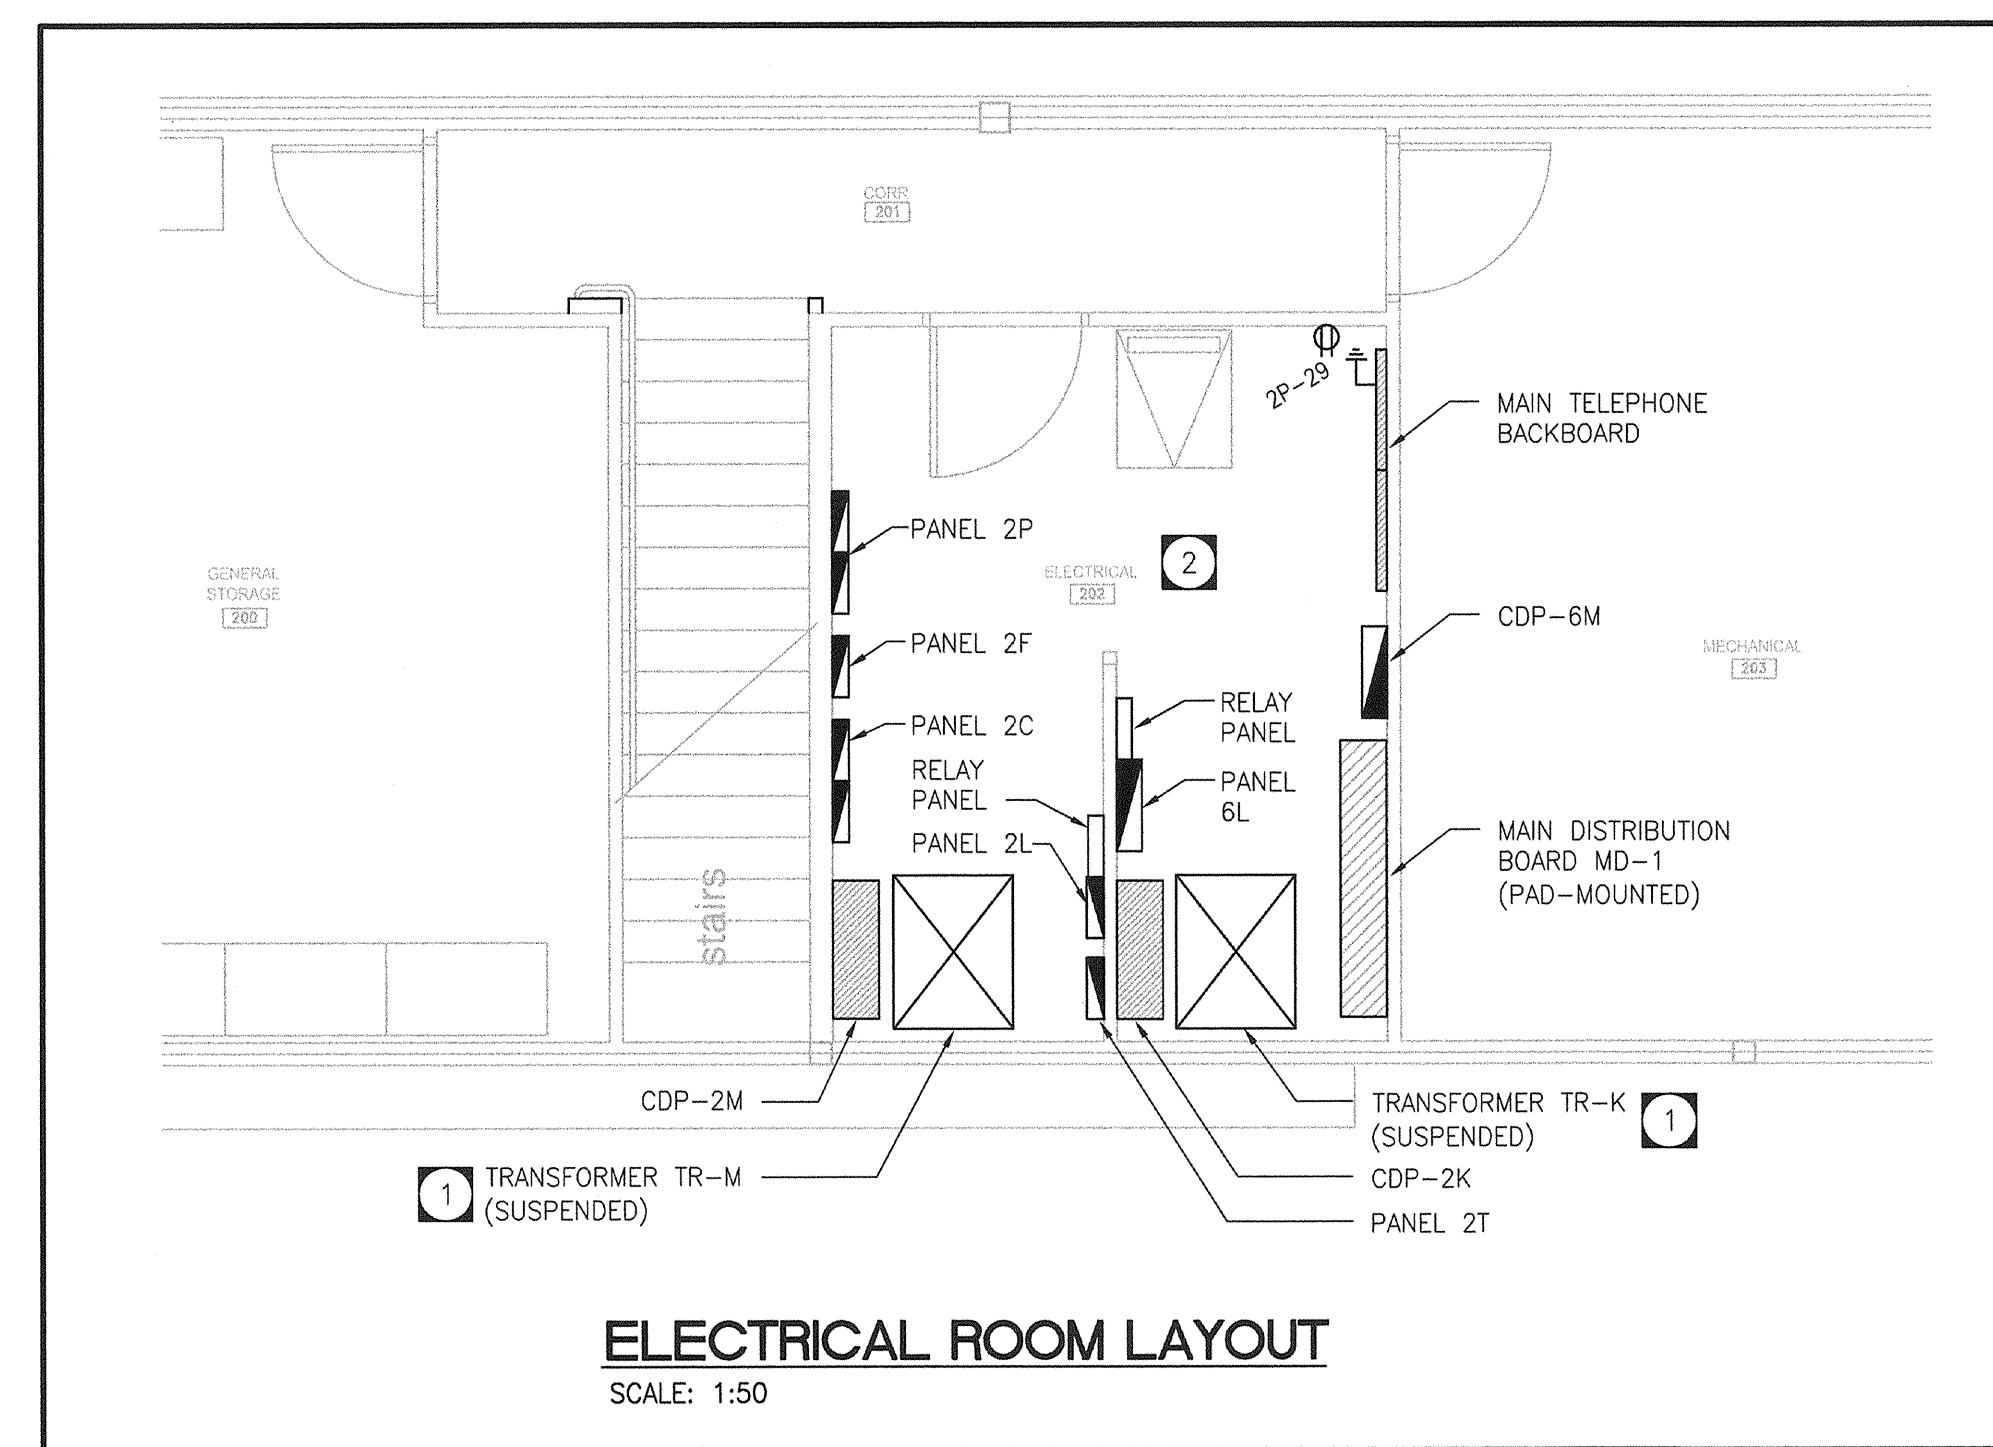 CORR
201
2P-29
MAIN TELEPHONE
BACKBOARD
PANEL 2P
2
GENERAL
STORAGE
200
ELECTRICAL
202
CDP-6M
PANEL 2F
MECHANICAL
203
PANEL 2C
RELAY
PANEL
RELAY
PANEL
PANEL
6L
PANEL 2L
MAIN DISTRIBUTION
BOARD MD-1
(PAD-MOUNTED)
stairs
CDP-2M
TRANSFORMER TR-K
(SUSPENDED)
1
1
TRANSFORMER TR-M
(SUSPENDED)
CDP-2K
PANEL 2T
ELECTRICAL ROOM LAYOUT
SCALE: 1:50